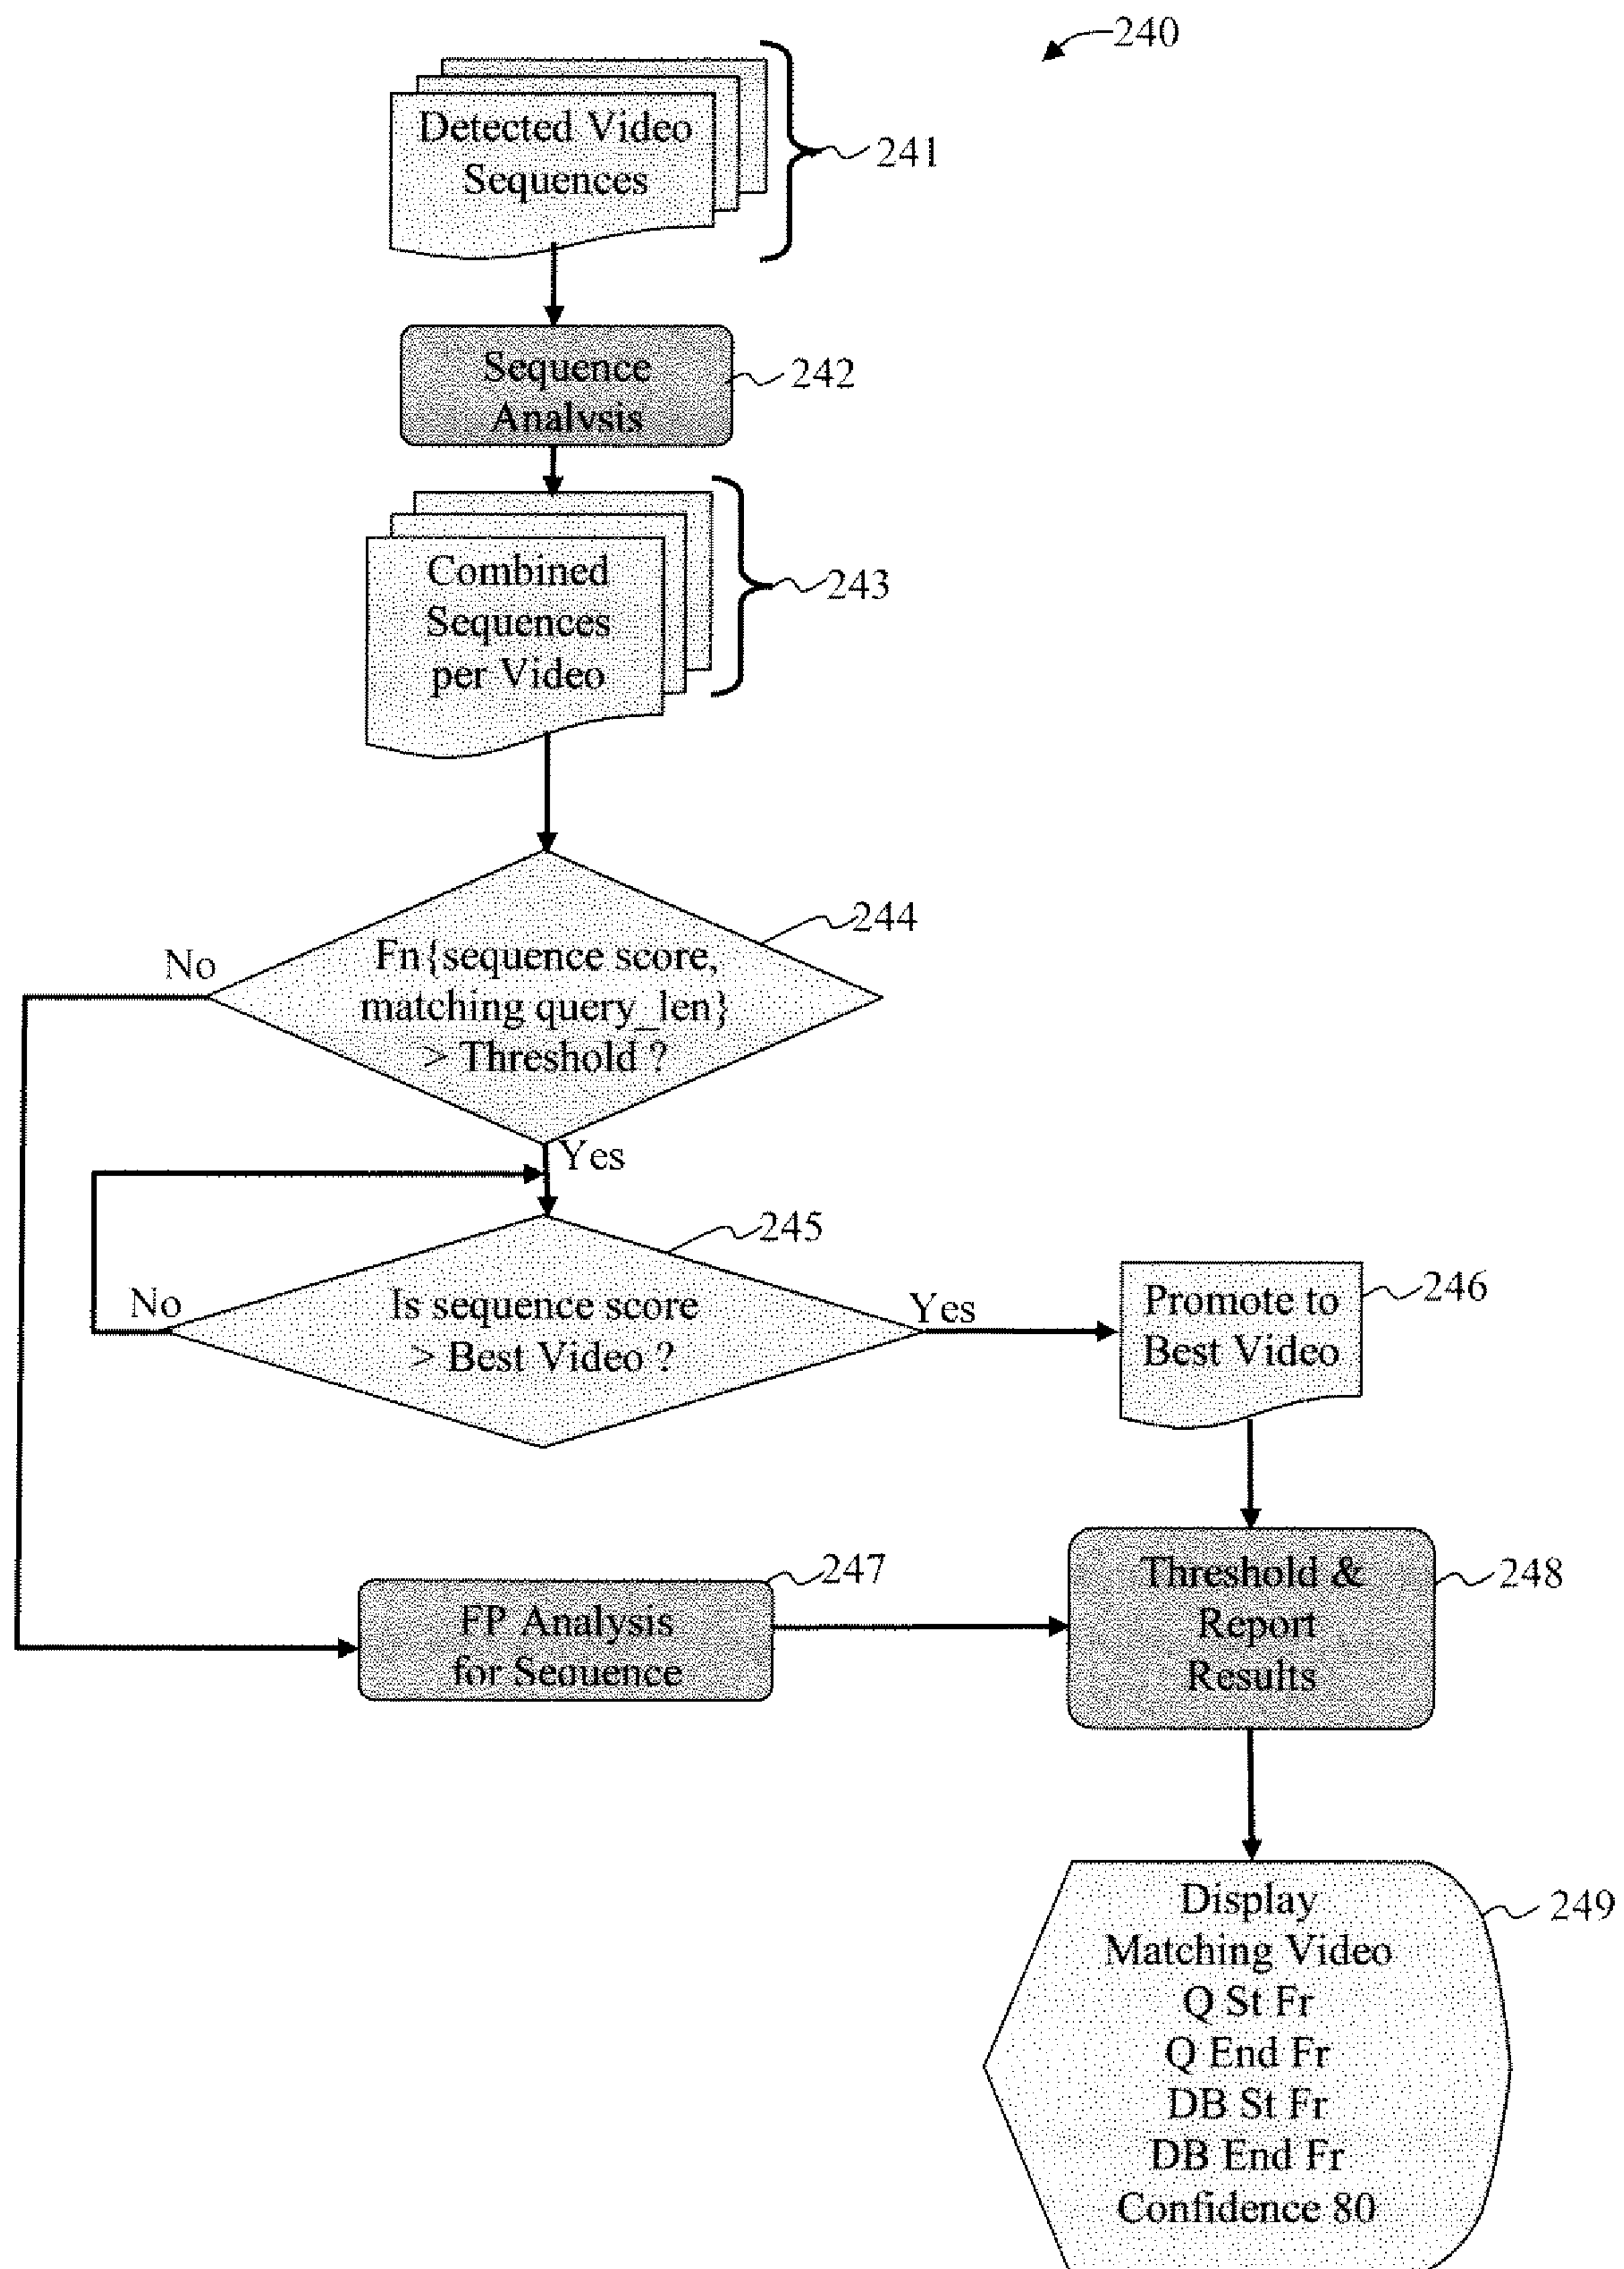 240
Detected Video
Sequences
241
Sequence
Analysis
242
Combined
Sequences
per Video
243
244
No
Fn{sequence score,
matching query_len}
> Threshold ?
Yes
245
No
Is sequence score
> Best Video ?
Yes
Promote to
Best Video
246
247
FP Analysis
for Sequence
Threshold &
Report
Results
248
Display
Matching Video
Q St Fr
Q End Fr
DB St Fr
DB End Fr
Confidence 80
249